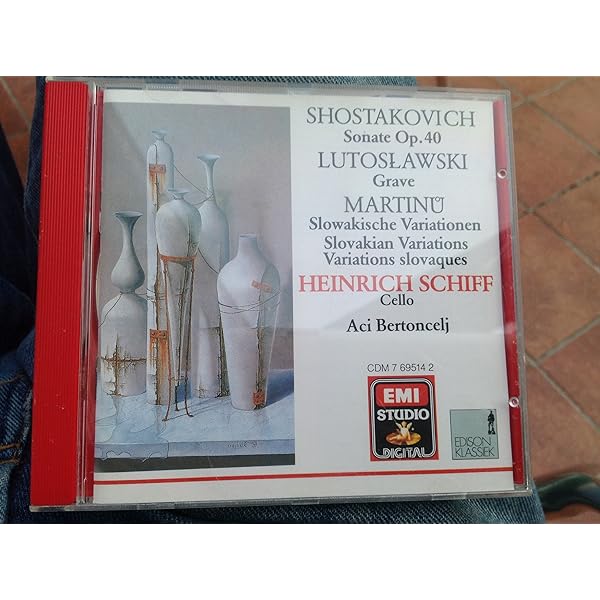 SHOSTAKOVICH
Sonate Op. 40
LUTOSŁAWSKI
Grave
MARTINŮ
Slowakische Variationen
Slovakian Variations
Variations slovaques
HEINRICH SCHIFF
Cello
Aci Bertoncelj
CDM 7 69514 2
EMI
STUDIO
DIGITAL
EDISON
KLASSIEK